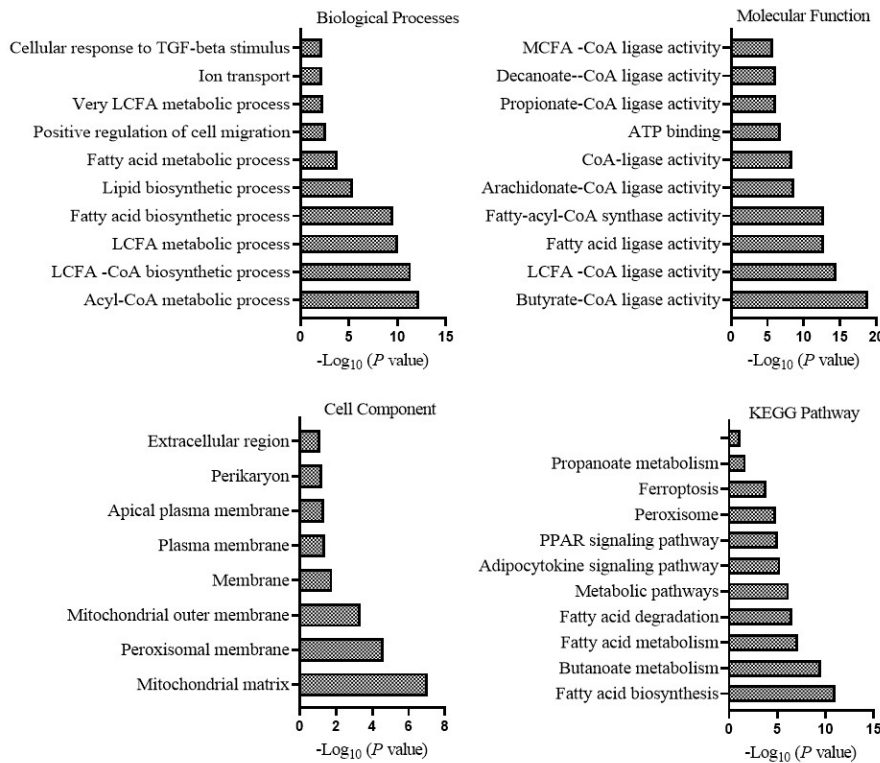 Biological Processes
Cellular response to TGF-beta stimulus
Ion transport
Very LCFA metabolic process
Positive regulation of cell migration
Fatty acid metabolic process
Lipid biosynthetic process
Fatty acid biosynthetic process
LCFA metabolic process
LCFA -CoA biosynthetic process
Acyl-CoA metabolic process
0 5 10 15
-Log10 (P value)
Molecular Function
MCFA -CoA ligase activity
Decanoate--CoA ligase activity
Propionate-CoA ligase activity
ATP binding
CoA-ligase activity
Arachidonate-CoA ligase activity
Fatty-acyl-CoA synthase activity
Fatty acid ligase activity
LCFA -CoA ligase activity
Butyrate-CoA ligase activity
0 5 10 15 20
-Log10 (P value)
Cell Component
Extracellular region
Perikaryon
Apical plasma membrane
Plasma membrane
Membrane
Mitochondrial outer membrane
Peroxisomal membrane
Mitochondrial matrix
0 2 4 6 8
-Log10 (P value)
KEGG Pathway
Propanoate metabolism
Ferroptosis
Peroxisome
PPAR signaling pathway
Adipocytokine signaling pathway
Metabolic pathways
Fatty acid degradation
Fatty acid metabolism
Butanoate metabolism
Fatty acid biosynthesis
0 5 10 15
-Log10 (P value)